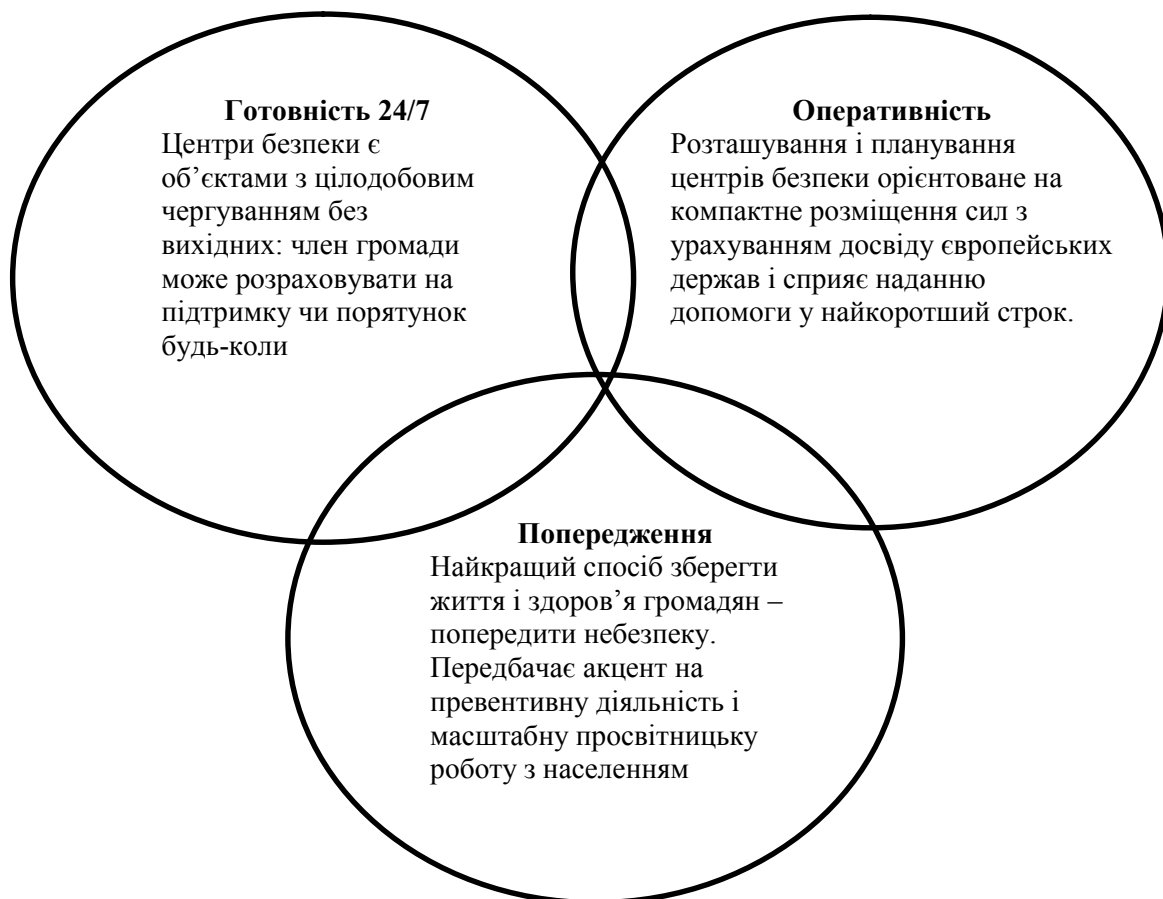 Готовність 24/7
Центри безпеки є
об’єктами з цілодобовим
чергуванням без
вихідних: член громади
може розраховувати на
підтримку чи порятунок
будь-коли
Оперативність
Розташування і планування
центрів безпеки орієнтоване на
компактне розміщення сил з
урахуванням досвіду європейських
держав і сприяє наданню
допомоги у найкоротший строк.
Попередження
Найкращий спосіб зберегти
життя і здоров’я громадян –
попередити небезпеку.
Передбачає акцент на
превентивну діяльність і
масштабну просвітницьку
роботу з населенням